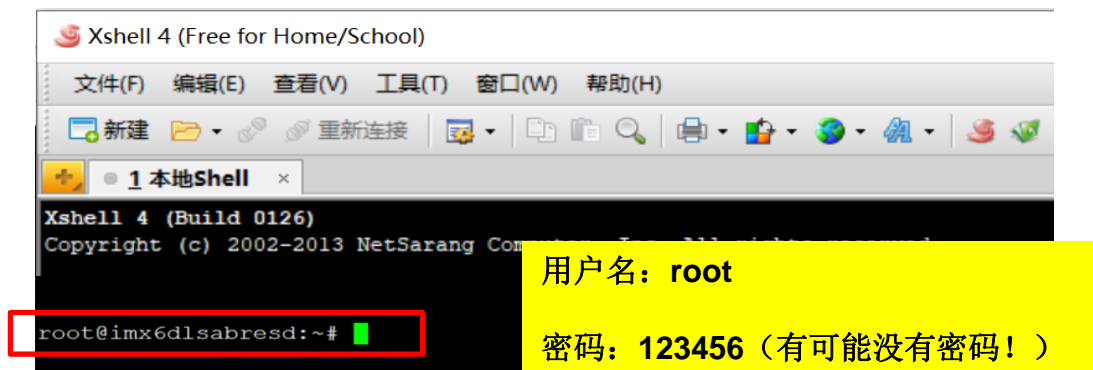 Xshell 4 (Free for Home/School)
文件(F) 编辑(E) 查看(V) 工具(T) 窗口(W) 帮助(H)
新建 重新连接
1 本地Shell ×
Xshell 4 (Build 0126)
Copyright (c) 2002-2013 NetSarang
用户名：root
root@imx6dlsabresd:~#
密码：123456（有可能没有密码！）